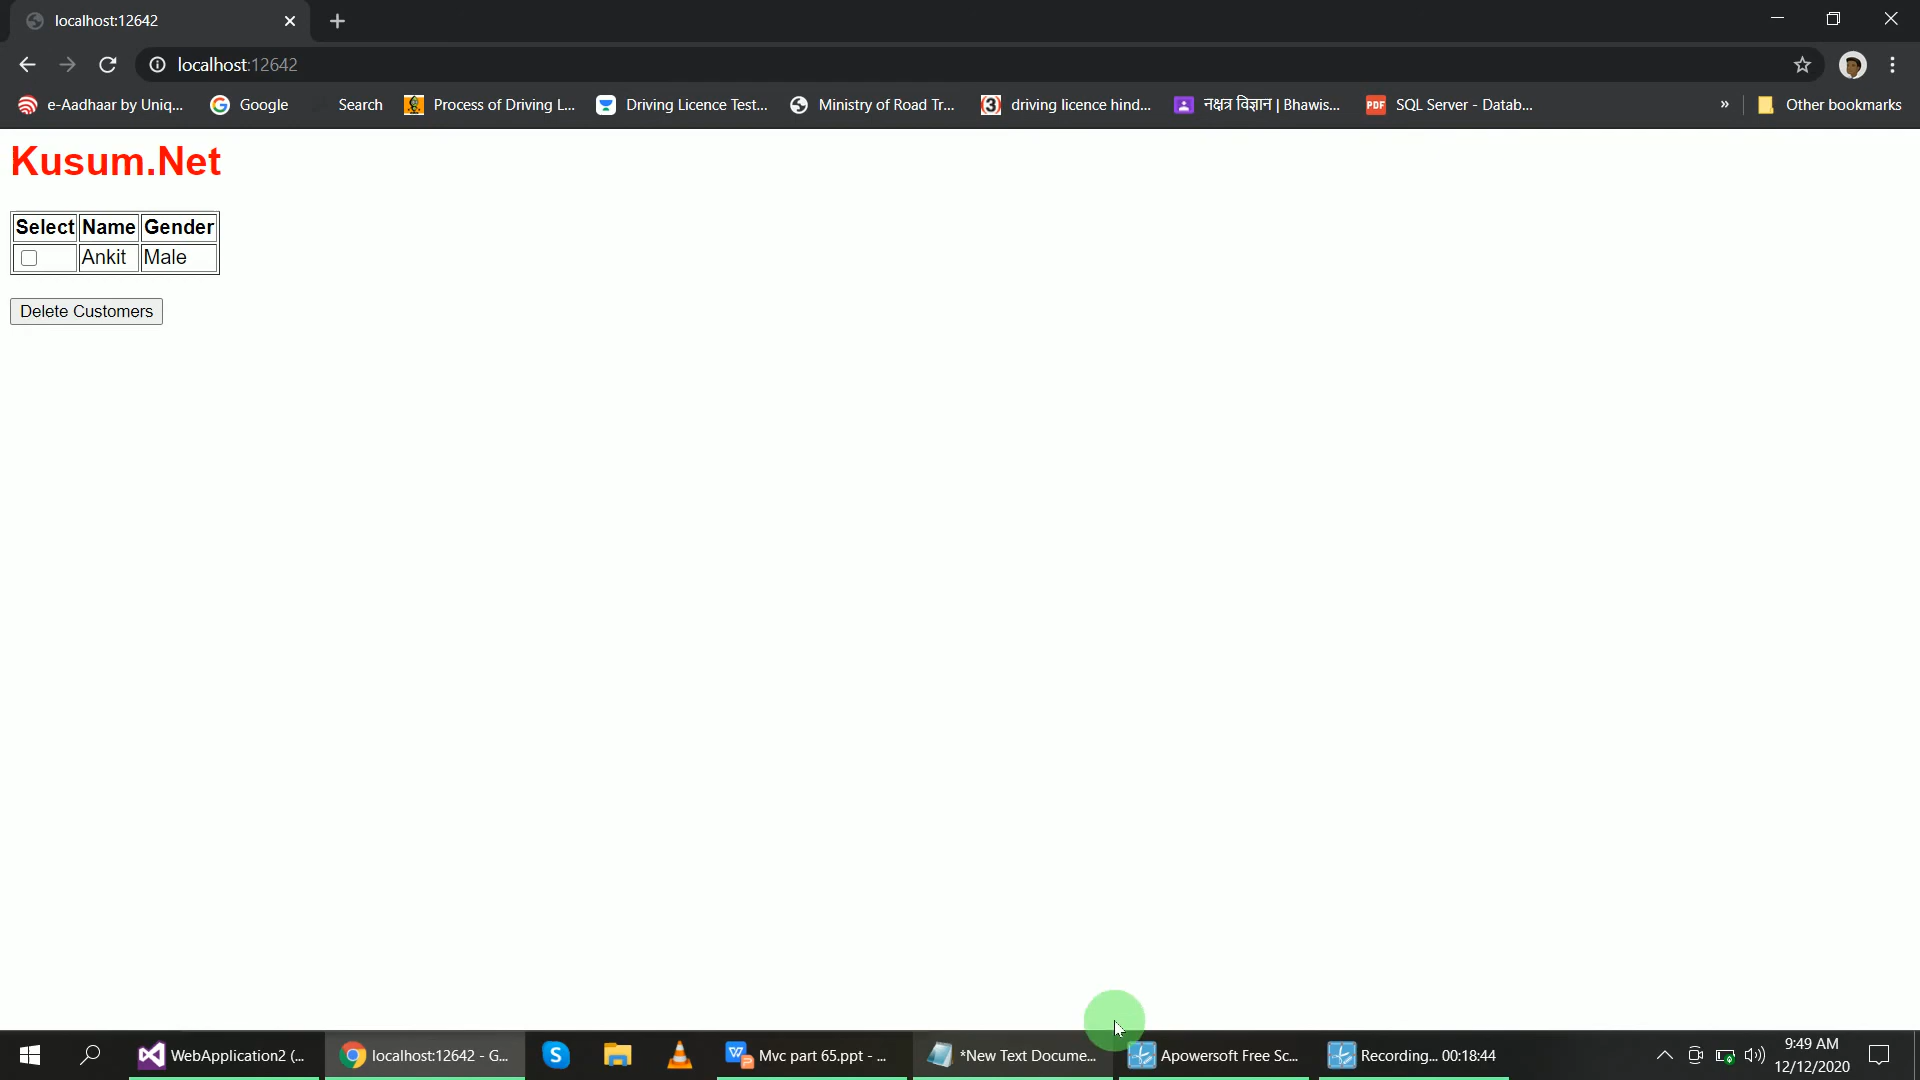 localhost:12642
localhost:12642
e-Aadhaar by Uniq... Google Search Process of Driving L... Driving Licence Test... Ministry of Road Tr... driving licence hind... नक्षत्र विज्ञान | Bhawis... PDF SQL Server - Datab... » Other bookmarks
Kusum.Net
Select Name Gender
Ankit Male
Delete Customers
WebApplication2 (... localhost:12642 - G... Mvc part 65.ppt - ... *New Text Docume... Apowersoft Free Sc... Recording... 00:18:44 9:49 AM
12/12/2020